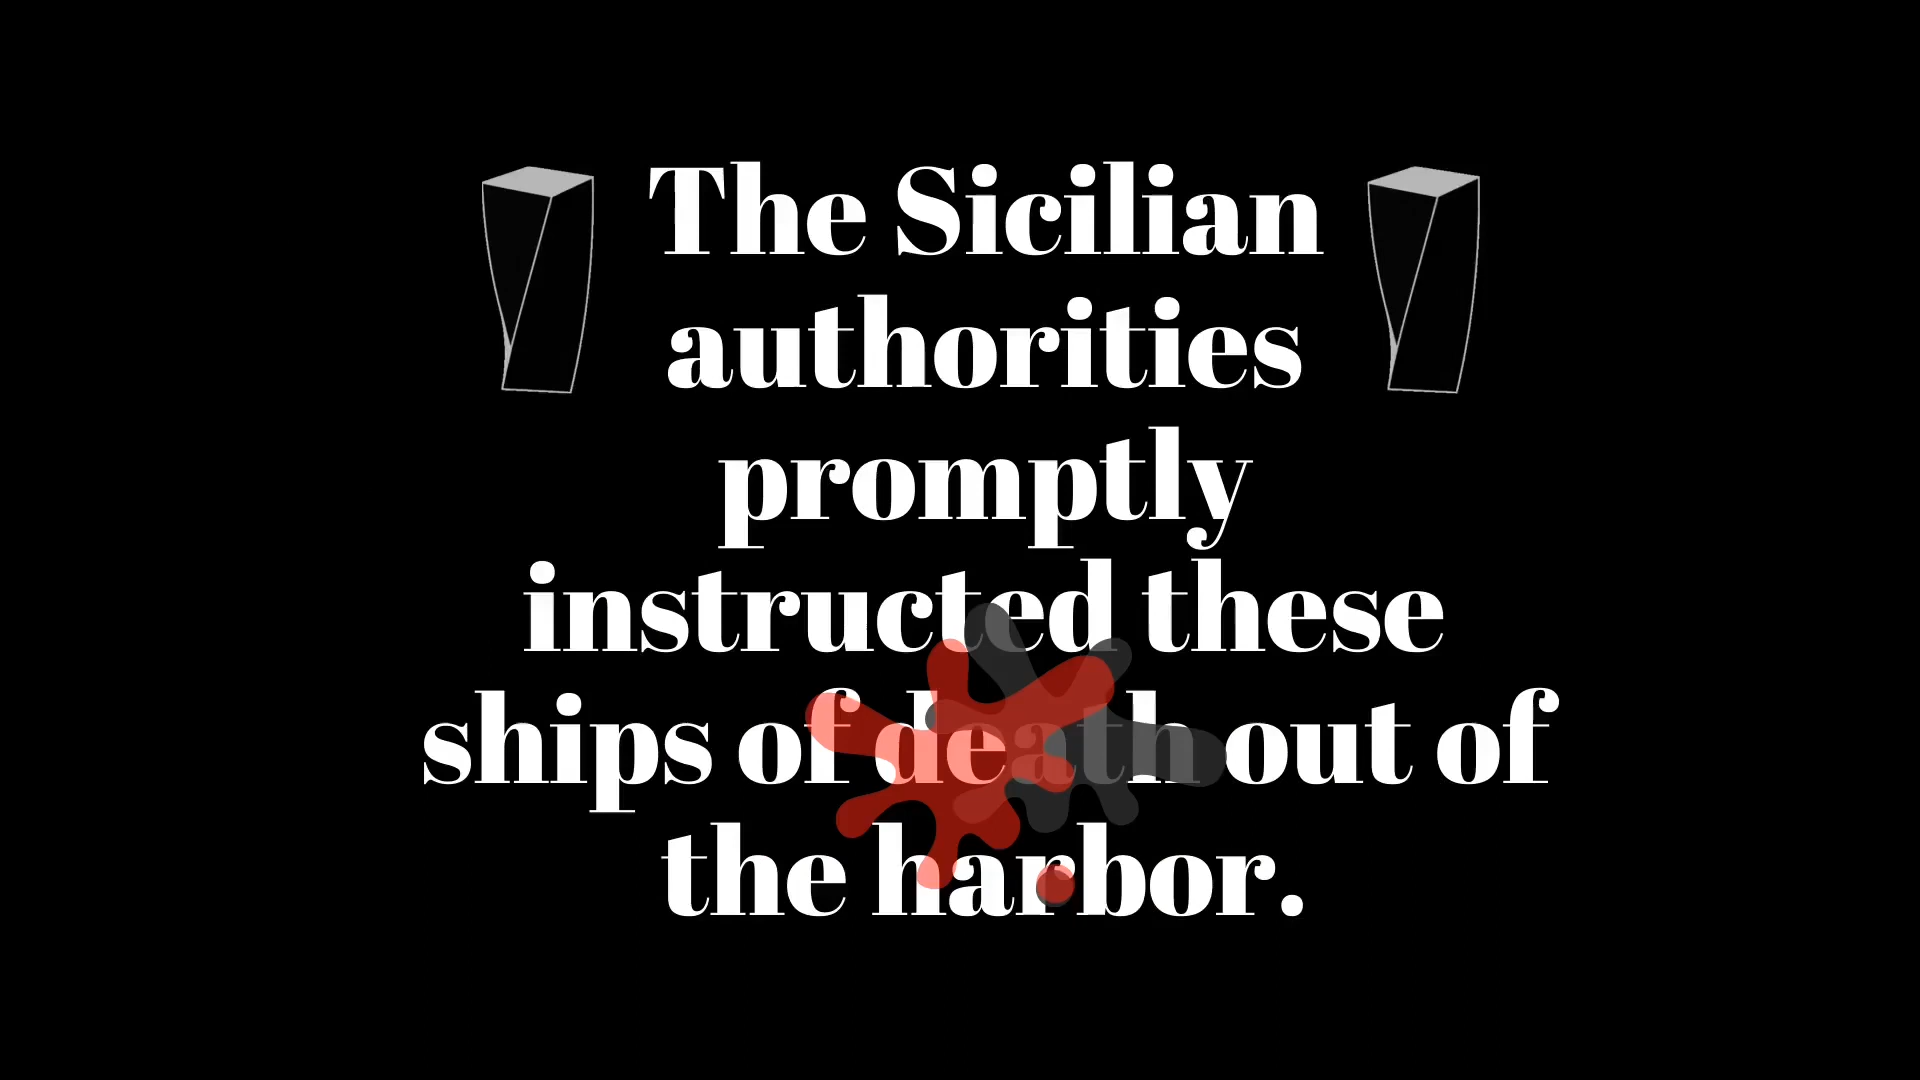 The Sicilian
authorities
promptly
instructed these
ships of death out of
the harbor.